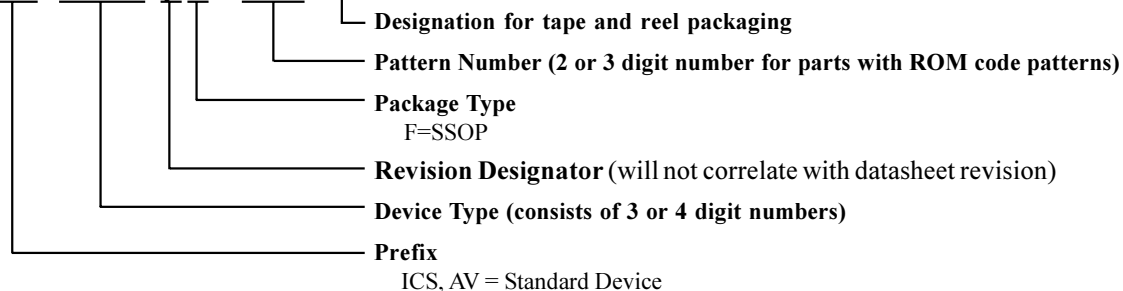 Designation for tape and reel packaging
Pattern Number (2 or 3 digit number for parts with ROM code patterns)
Package Type
F=SSOP
Revision Designator (will not correlate with datasheet revision)
Device Type (consists of 3 or 4 digit numbers)
Prefix
ICS, AV = Standard Device